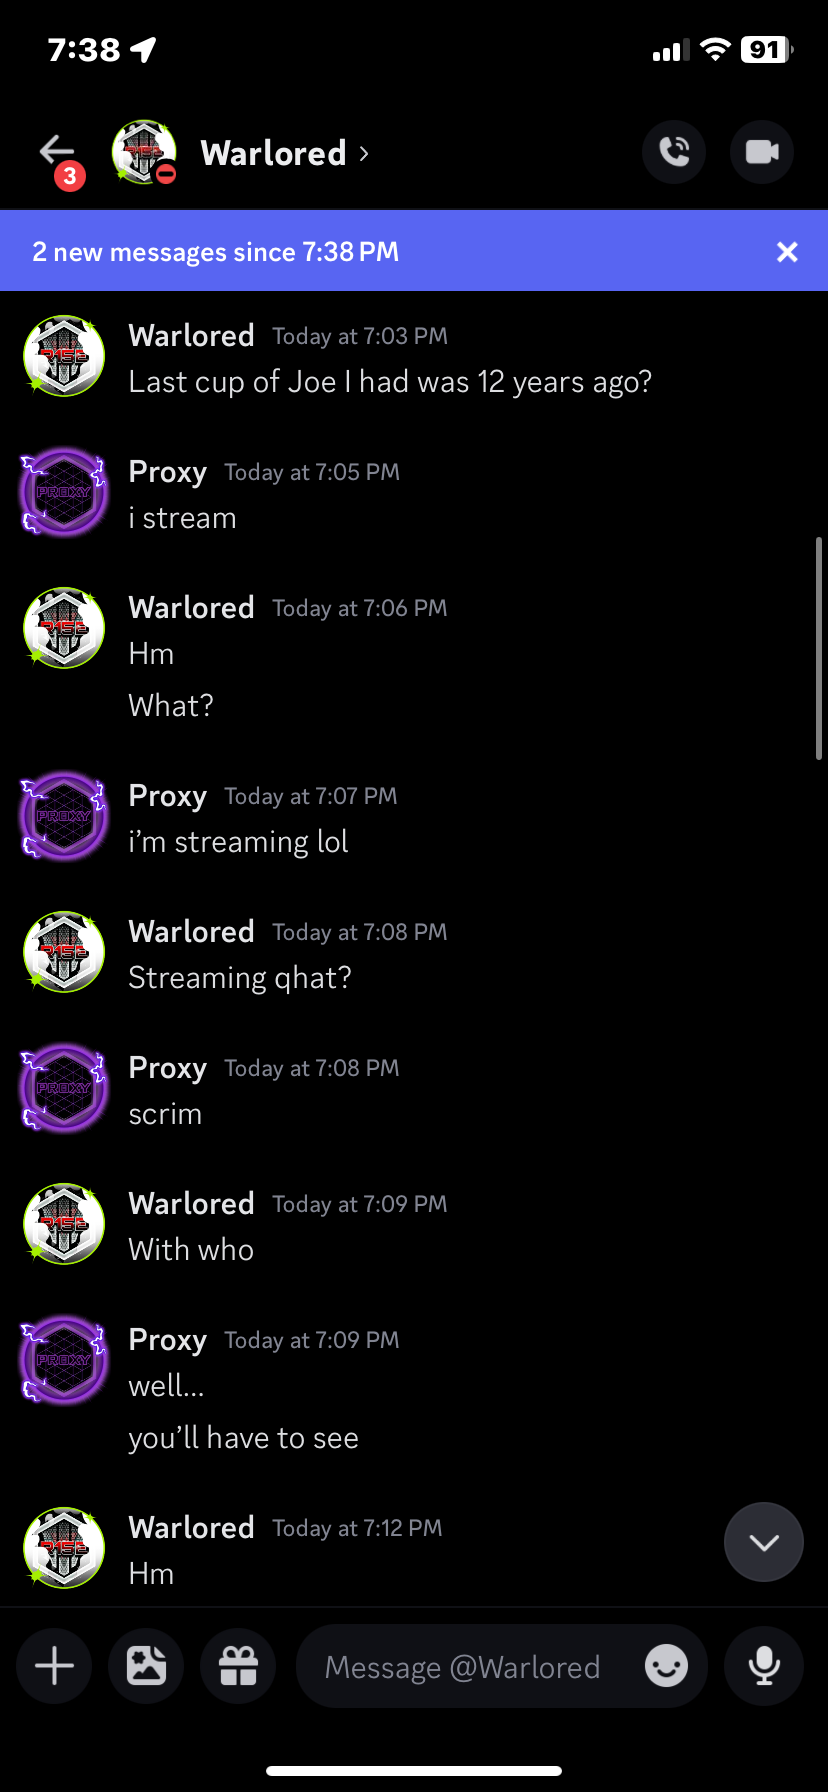 7:38
91
3
Warlored
2 new messages since 7:38 PM
Warlored Today at 7:03 PM
Last cup of Joe I had was 12 years ago?
PROXY
Proxy Today at 7:05 PM
i stream
Warlored Today at 7:06 PM
Hm
What?
PROXY
Proxy Today at 7:07 PM
i'm streaming lol
Warlored Today at 7:08 PM
Streaming qhat?
PROXY
Proxy Today at 7:08 PM
scrim
Warlored Today at 7:09 PM
With who
PROXY
Proxy Today at 7:09 PM
well...
you'll have to see
Warlored Today at 7:12 PM
Hm
Message @Warlored